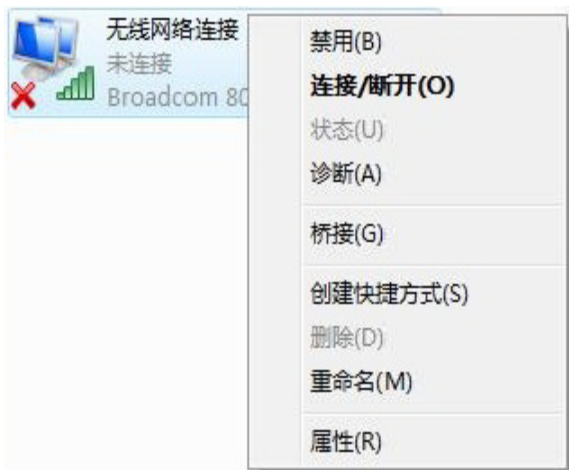 无线网络连接
未连接
Broadcom 80
禁用(B)
连接/断开(O)
状态(U)
诊断(A)
桥接(G)
创建快捷方式(S)
删除(D)
重命名(M)
属性(R)